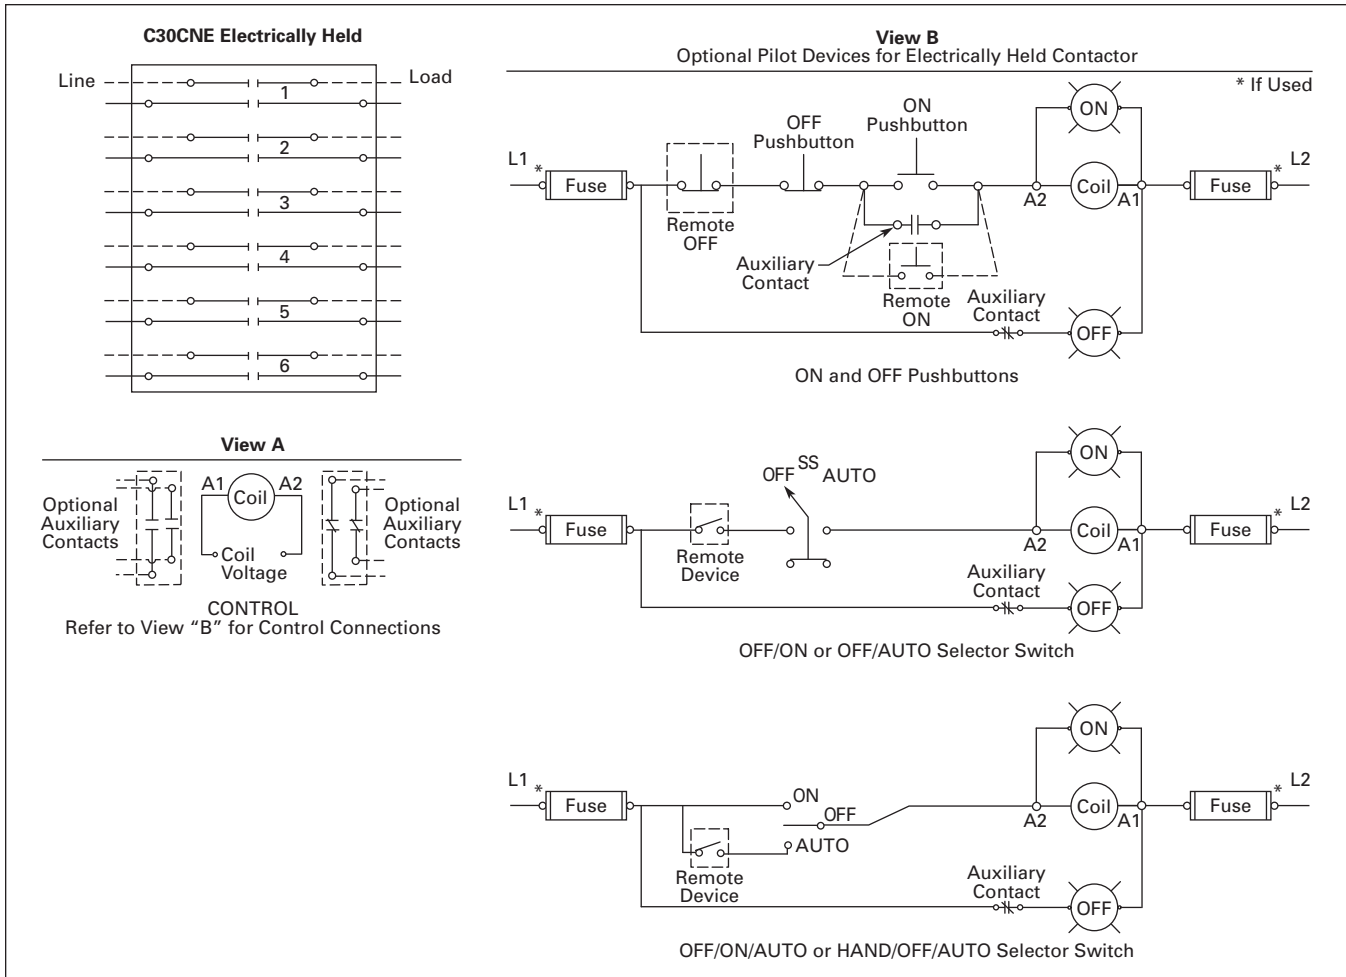 C30CNE Electrically Held
Line
Load
1
2
3
4
5
6
View A
Optional
Auxiliary
Contacts
A1
Coil
A2
Coil
Voltage
Optional
Auxiliary
Contacts
CONTROL
Refer to View “B” for Control Connections
View B
Optional Pilot Devices for Electrically Held Contactor
* If Used
L1
*
Fuse
Remote
OFF
OFF
Pushbutton
ON
Pushbutton
Auxiliary
Contact
Remote
ON
Auxiliary
Contact
ON
A2
Coil
A1
OFF
Fuse
*
L2
ON and OFF Pushbuttons
L1
*
Fuse
Remote
Device
OFF
SS
AUTO
Auxiliary
Contact
ON
A2
Coil
A1
OFF
Fuse
*
L2
OFF/ON or OFF/AUTO Selector Switch
L1
*
Fuse
Remote
Device
ON
OFF
AUTO
Auxiliary
Contact
ON
A2
Coil
A1
OFF
Fuse
*
L2
OFF/ON/AUTO or HAND/OFF/AUTO Selector Switch